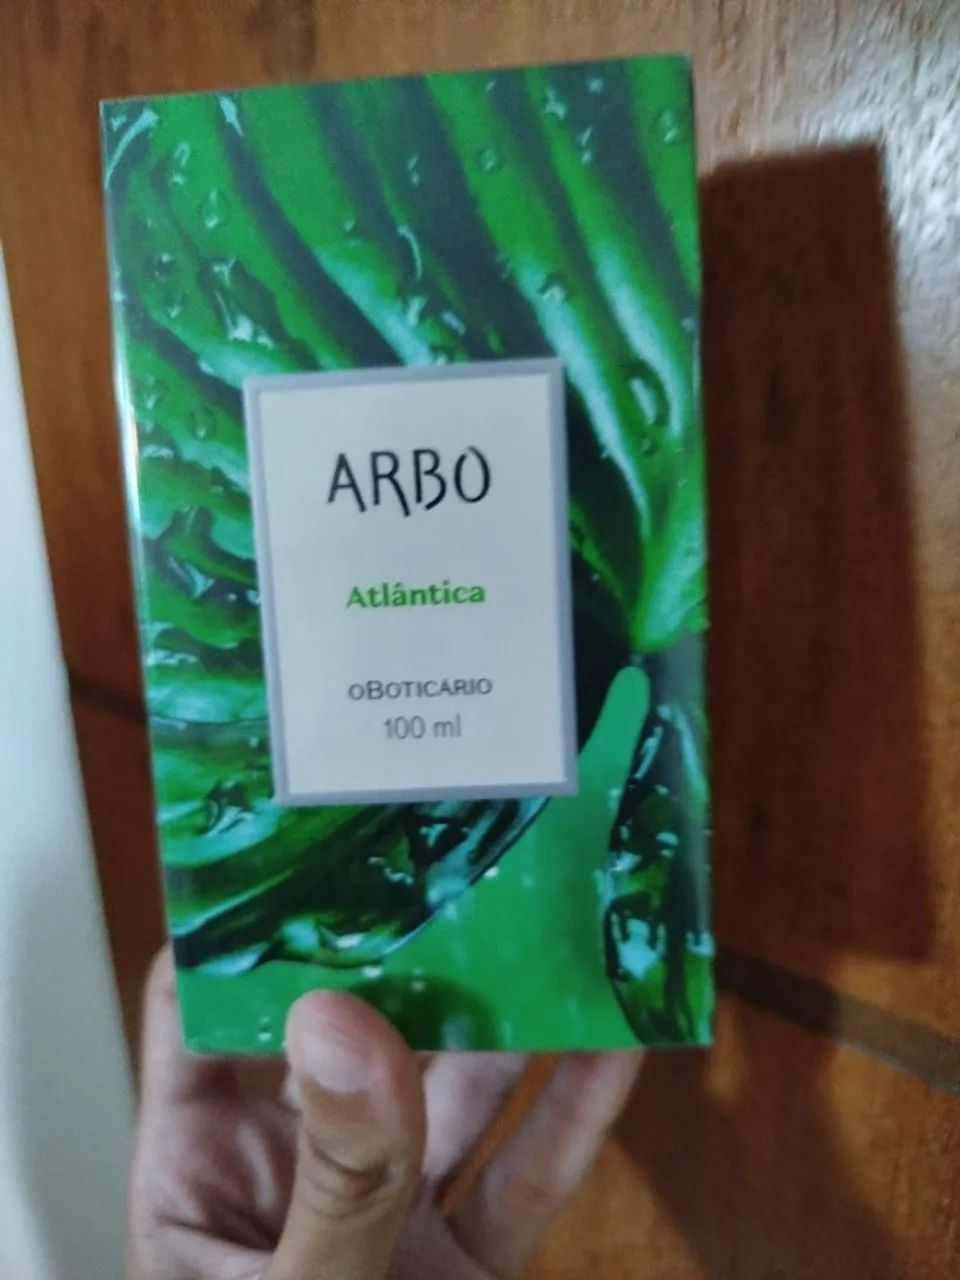 ARBO
Atlântica
oBOTICÁRIO
100 ml